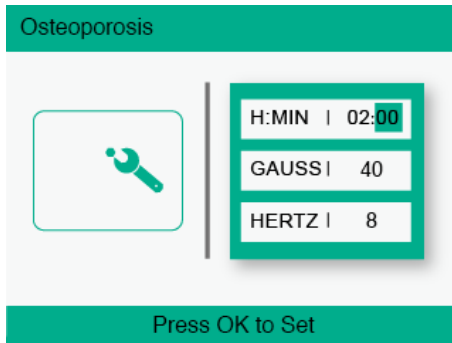 Osteoporosis
H:MIN | 02:00
GAUSS | 40
HERTZ | 8
Press OK to Set